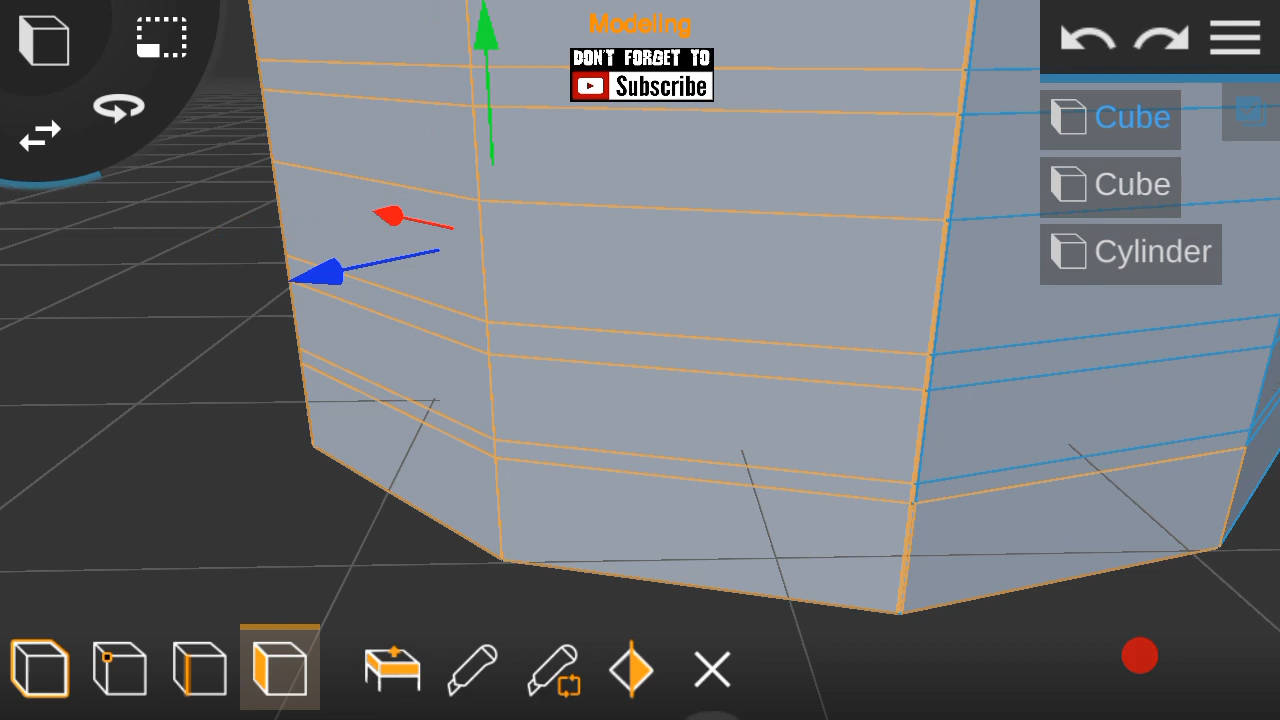 Modeling
DON'T FORGET TO
Subscribe
Cube
Cube
Cylinder